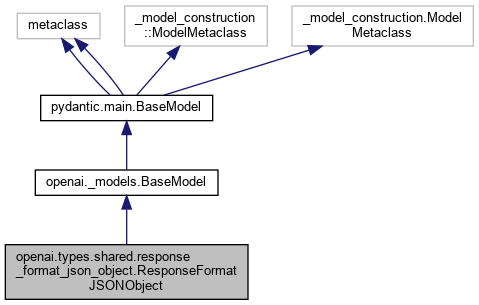 metaclass
_model_construction
::ModelMetaclass
_model_construction.Model
Metaclass
pydantic.main.BaseModel
openai._models.BaseModel
openai.types.shared.response
_format_json_object.ResponseFormat
JSONObject